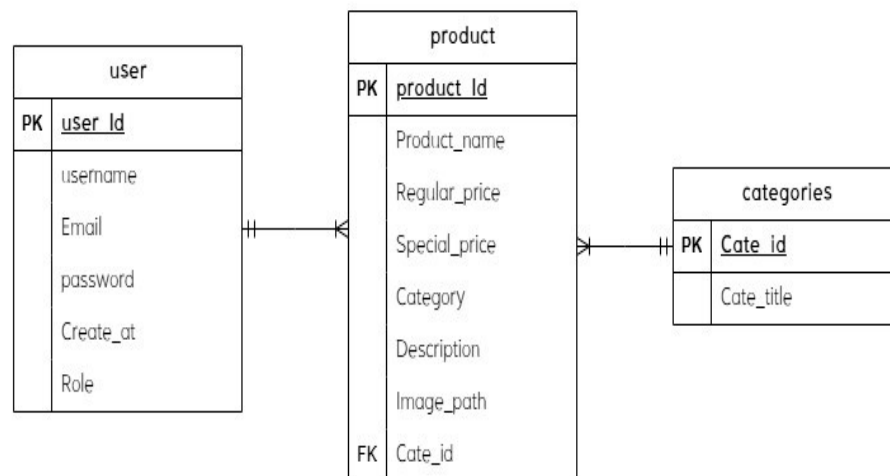 user
PK user_Id
username
Email
password
Create_at
Role
product
PK product_Id
Product_name
Regular_price
Special_price
Category
Description
Image_path
FK Cate_id
categories
PK Cate_id
Cate_title